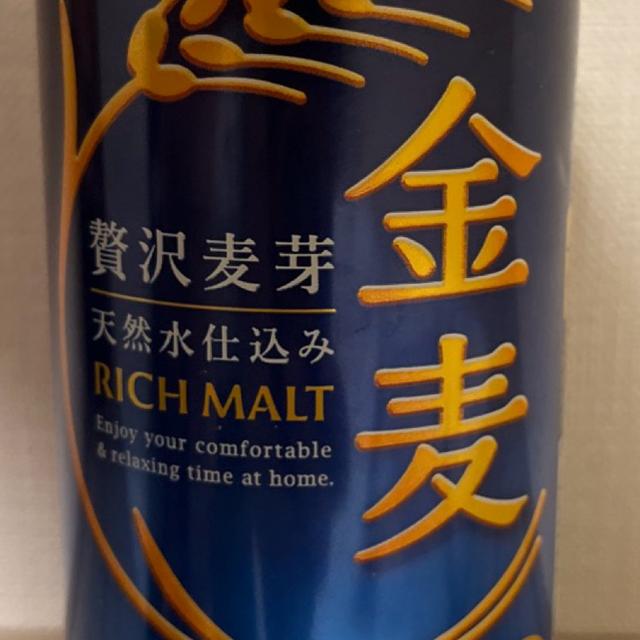 金麦
贅沢麦芽
天然水仕込み
RICH MALT
Enjoy your comfortable
& relaxing time at home.